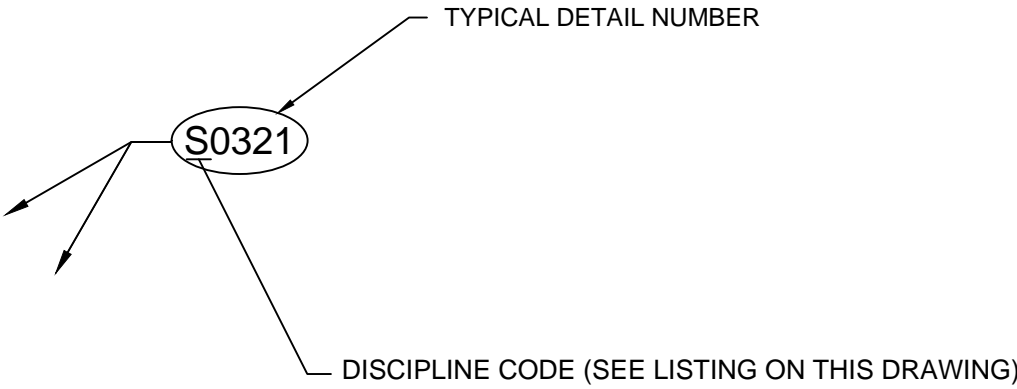 TYPICAL DETAIL NUMBER
S0321
DISCIPLINE CODE (SEE LISTING ON THIS DRAWING)